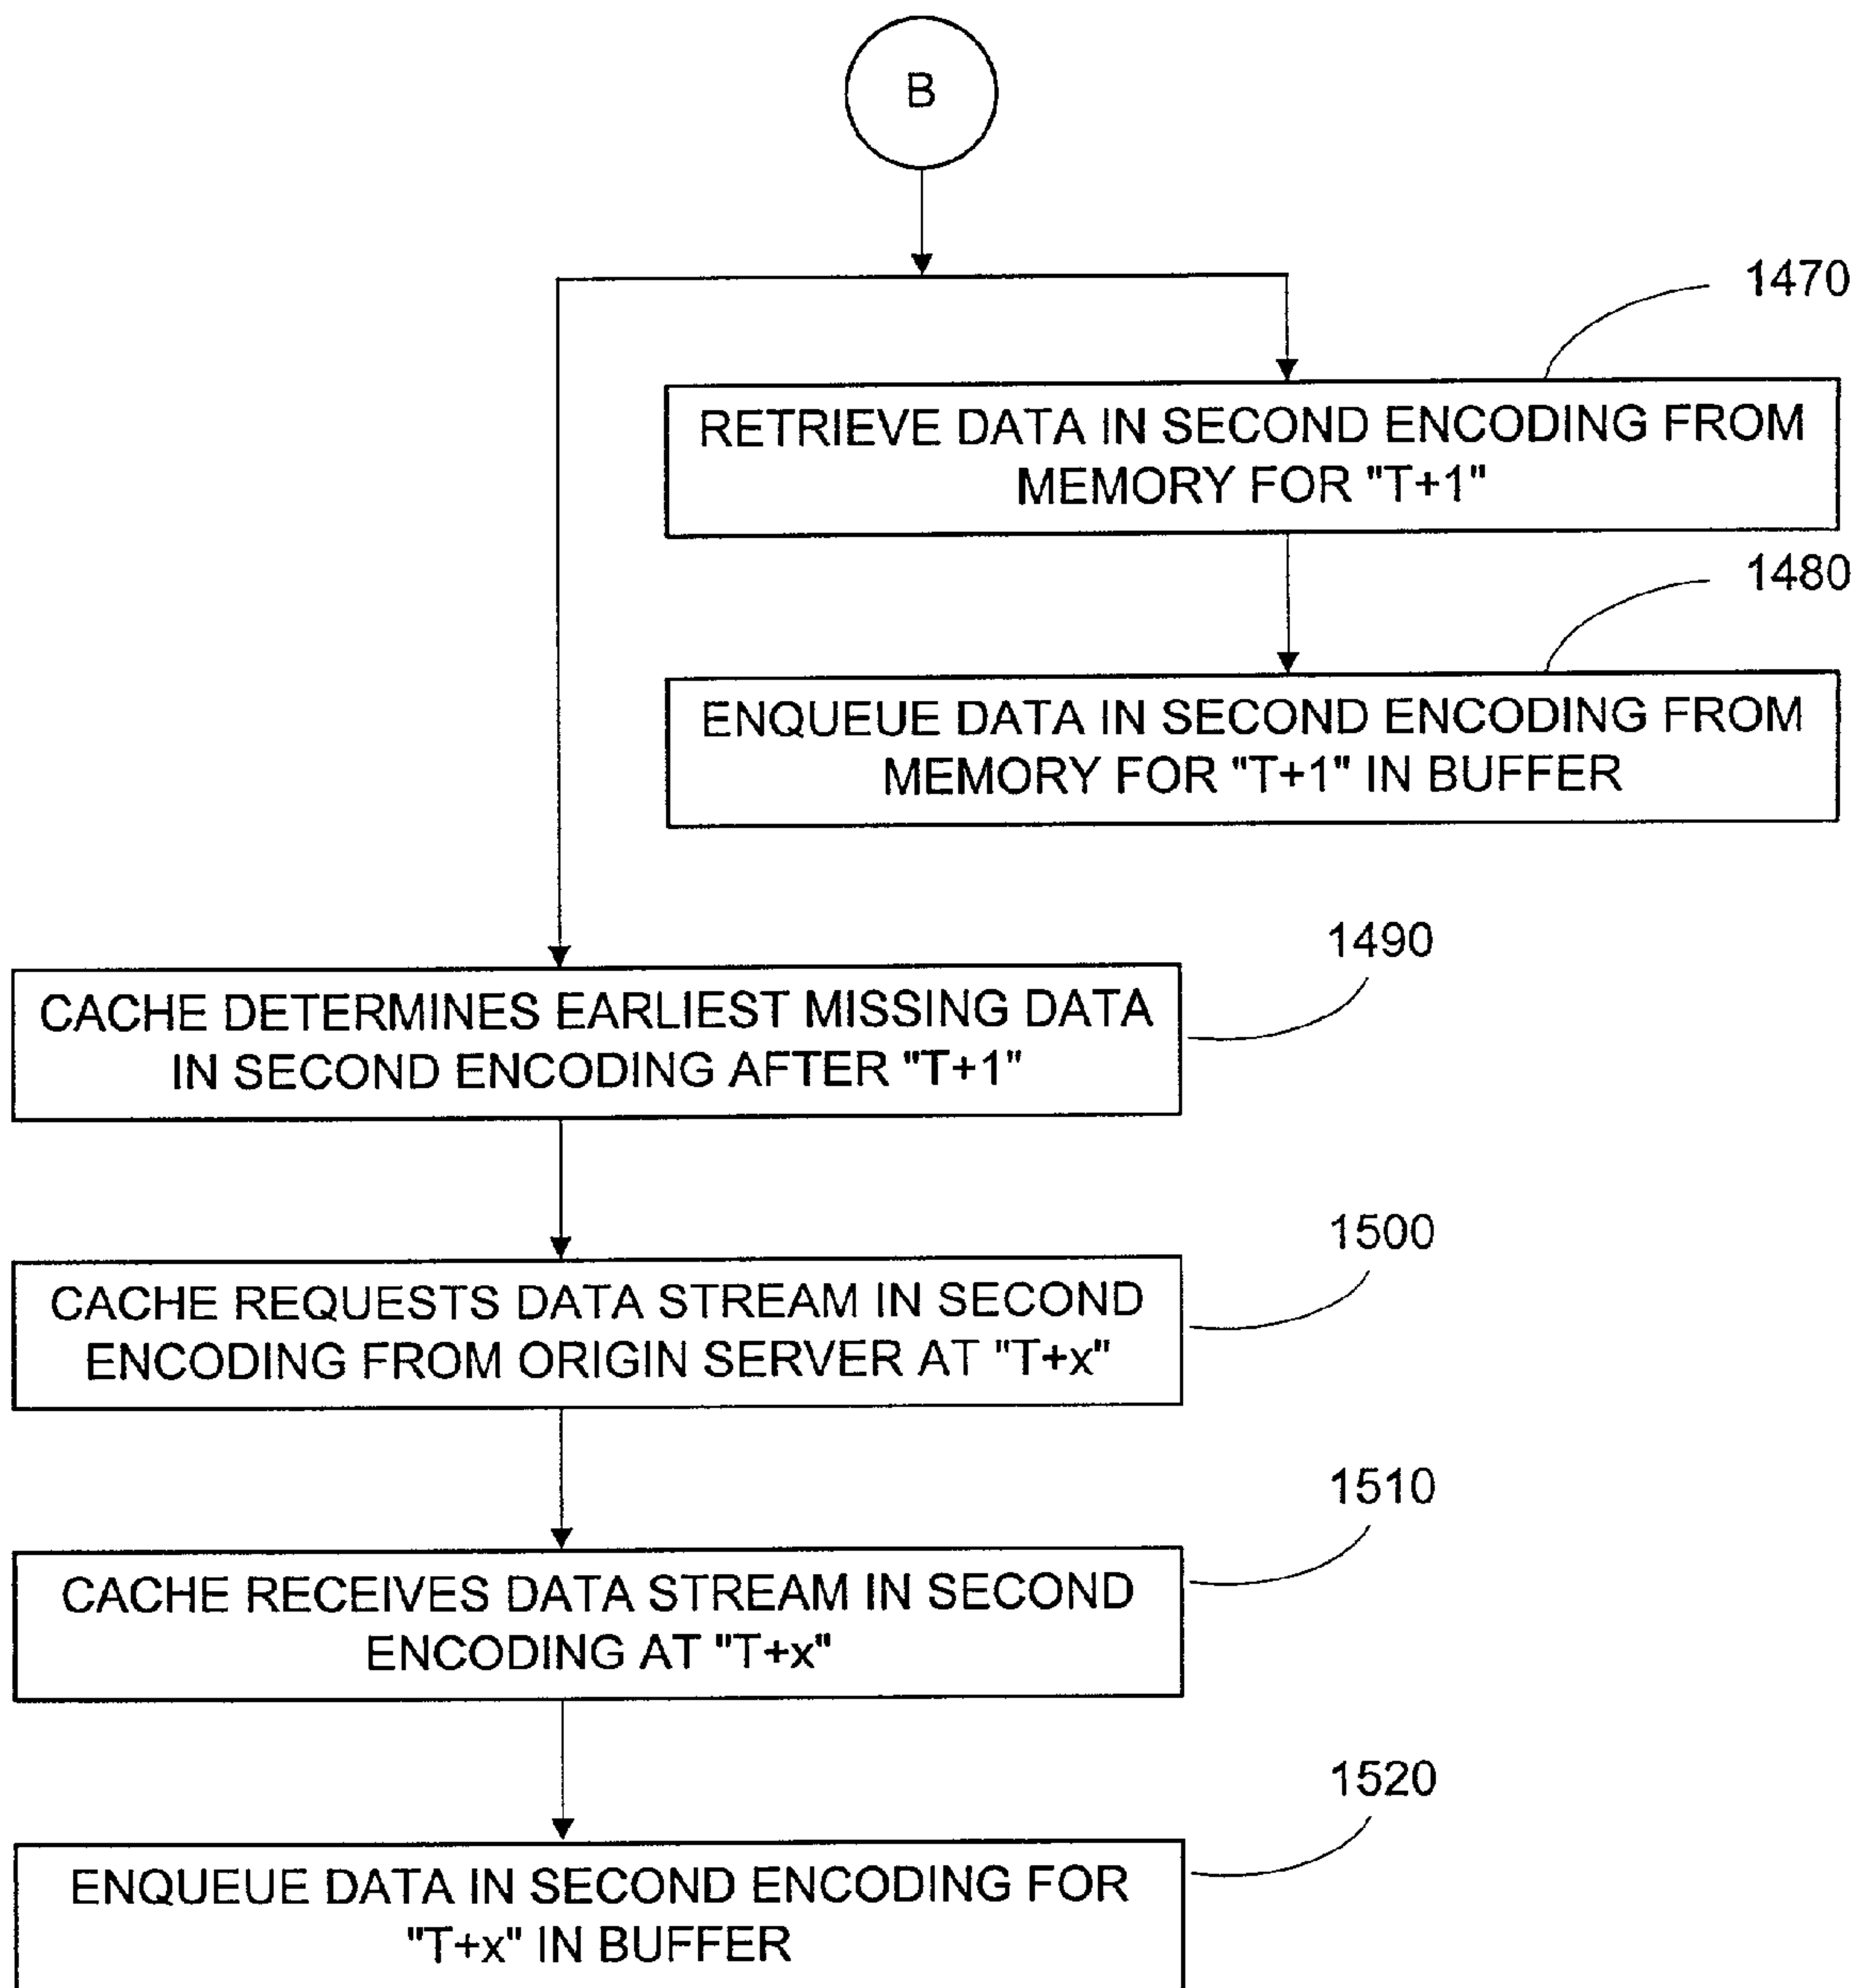 B
1470
RETRIEVE DATA IN SECOND ENCODING FROM
MEMORY FOR "T+1"
1480
ENQUEUE DATA IN SECOND ENCODING FROM
MEMORY FOR "T+1" IN BUFFER
1490
CACHE DETERMINES EARLIEST MISSING DATA
IN SECOND ENCODING AFTER "T+1"
1500
CACHE REQUESTS DATA STREAM IN SECOND
ENCODING FROM ORIGIN SERVER AT "T+x"
1510
CACHE RECEIVES DATA STREAM IN SECOND
ENCODING AT "T+x"
1520
ENQUEUE DATA IN SECOND ENCODING FOR
"T+x" IN BUFFER